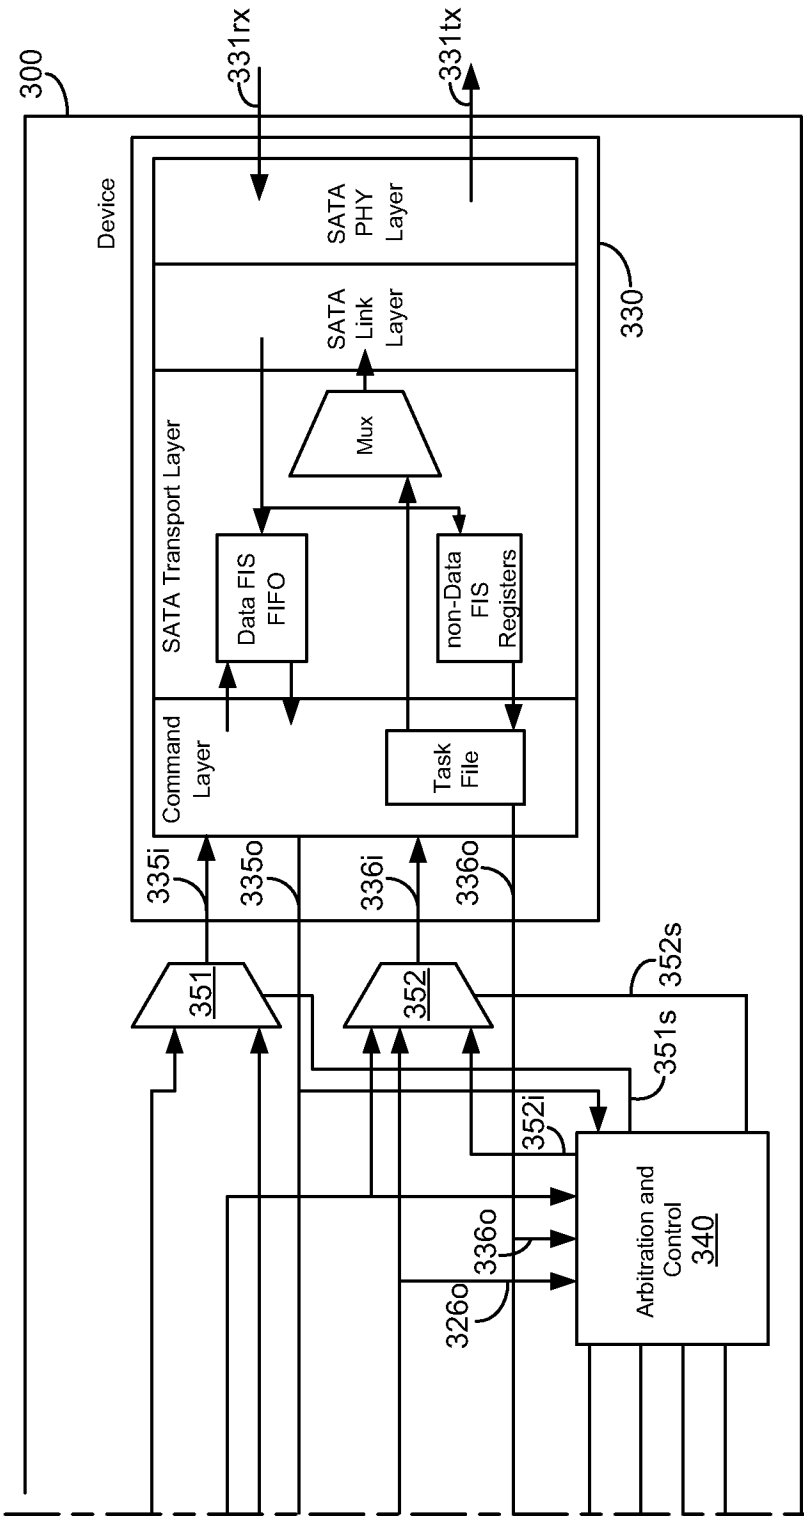 300
331rx
331tx
Device
SATA
PHY
Layer
SATA
Link
Layer
330
SATA Transport Layer
Mux
Data FIS
FIFO
non-Data
FIS
Registers
Command
Layer
Task
File
335i
335o
336i
336o
351
352
352s
351s
352i
336o
326o
Arbitration and
Control
340